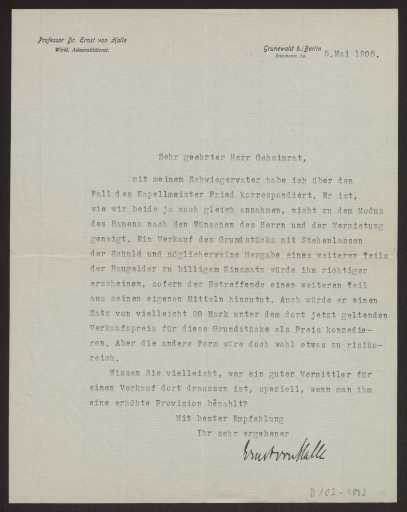 Professor Dr. Ernst von Halle
Wirkl. Admiralitätsrat.
Grunewald b./Berlin
5.Mai 1908.
Sehr geehrter Herr Geheimrat,
mit meinem Schwiegervater habe ich über den
Fall des Kapellmeister Fried korrespondiert. Er ist,
wie wir beide ja auch gleich annahmen, nicht zu dem Modus
des Bauens nach den Wünschen des Herrn und der Vermietung
geneigt. Ein Verkauf des Grundstücks mit Stehenlassen
der Schuld und möglicherweise Hergabe eines weiteren Teils
der Baugelder zu billigem Zinssatz würde ihm richtiger
erscheinen, sofern der Betreffende einen weiteren Teil
aus seinen eigenen Mitteln hinzutut. Auch würde er einen
Satz von vielleicht 20 Mark unter dem dort jetzt geltenden
Verkaufspreis für diese Grundstücke als Preis konzedie-
ren. Aber die andere Form wäre doch wohl etwas zu risiko-
reich.
Wissen Sie vielleicht, wer ein guter Vermittler für
einen Verkauf dort draussen ist, speziell, wenn man ihm
eine erhöhte Provision bezahlt?
Mit bester Empfehlung
Ihr sehr ergebener
Ernst von Halle